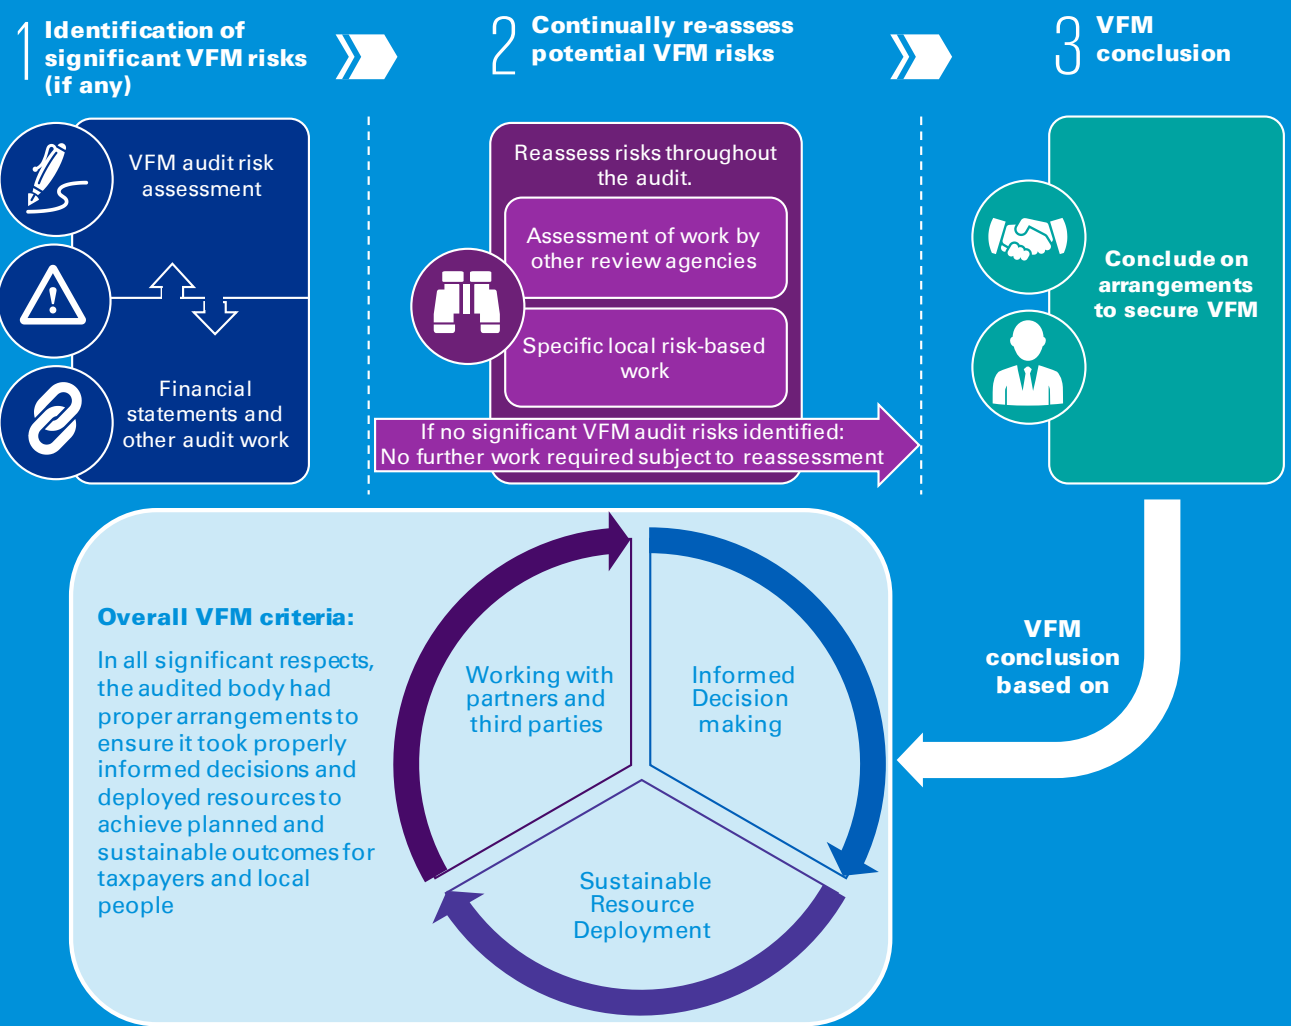 1 Identification of
significant VFM risks
(if any)
2 Continually re-assess
potential VFM risks
3 VFM
conclusion
VFM audit risk
assessment
Financial
statements and
other audit work
Reassess risks throughout
the audit.
Assessment of work by
other review agencies
Specific local risk-based
work
If no significant VFM audit risks identified:
No further work required subject to reassessment
Conclude on
arrangements
to secure VFM
Overall VFM criteria:
In all significant respects,
the audited body had
proper arrangements to
ensure it took properly
informed decisions and
deployed resources to
achieve planned and
sustainable outcomes for
taxpayers and local
people
Working with
partners and
third parties
Informed
Decision
making
Sustainable
Resource
Deployment
VFM
conclusion
based on